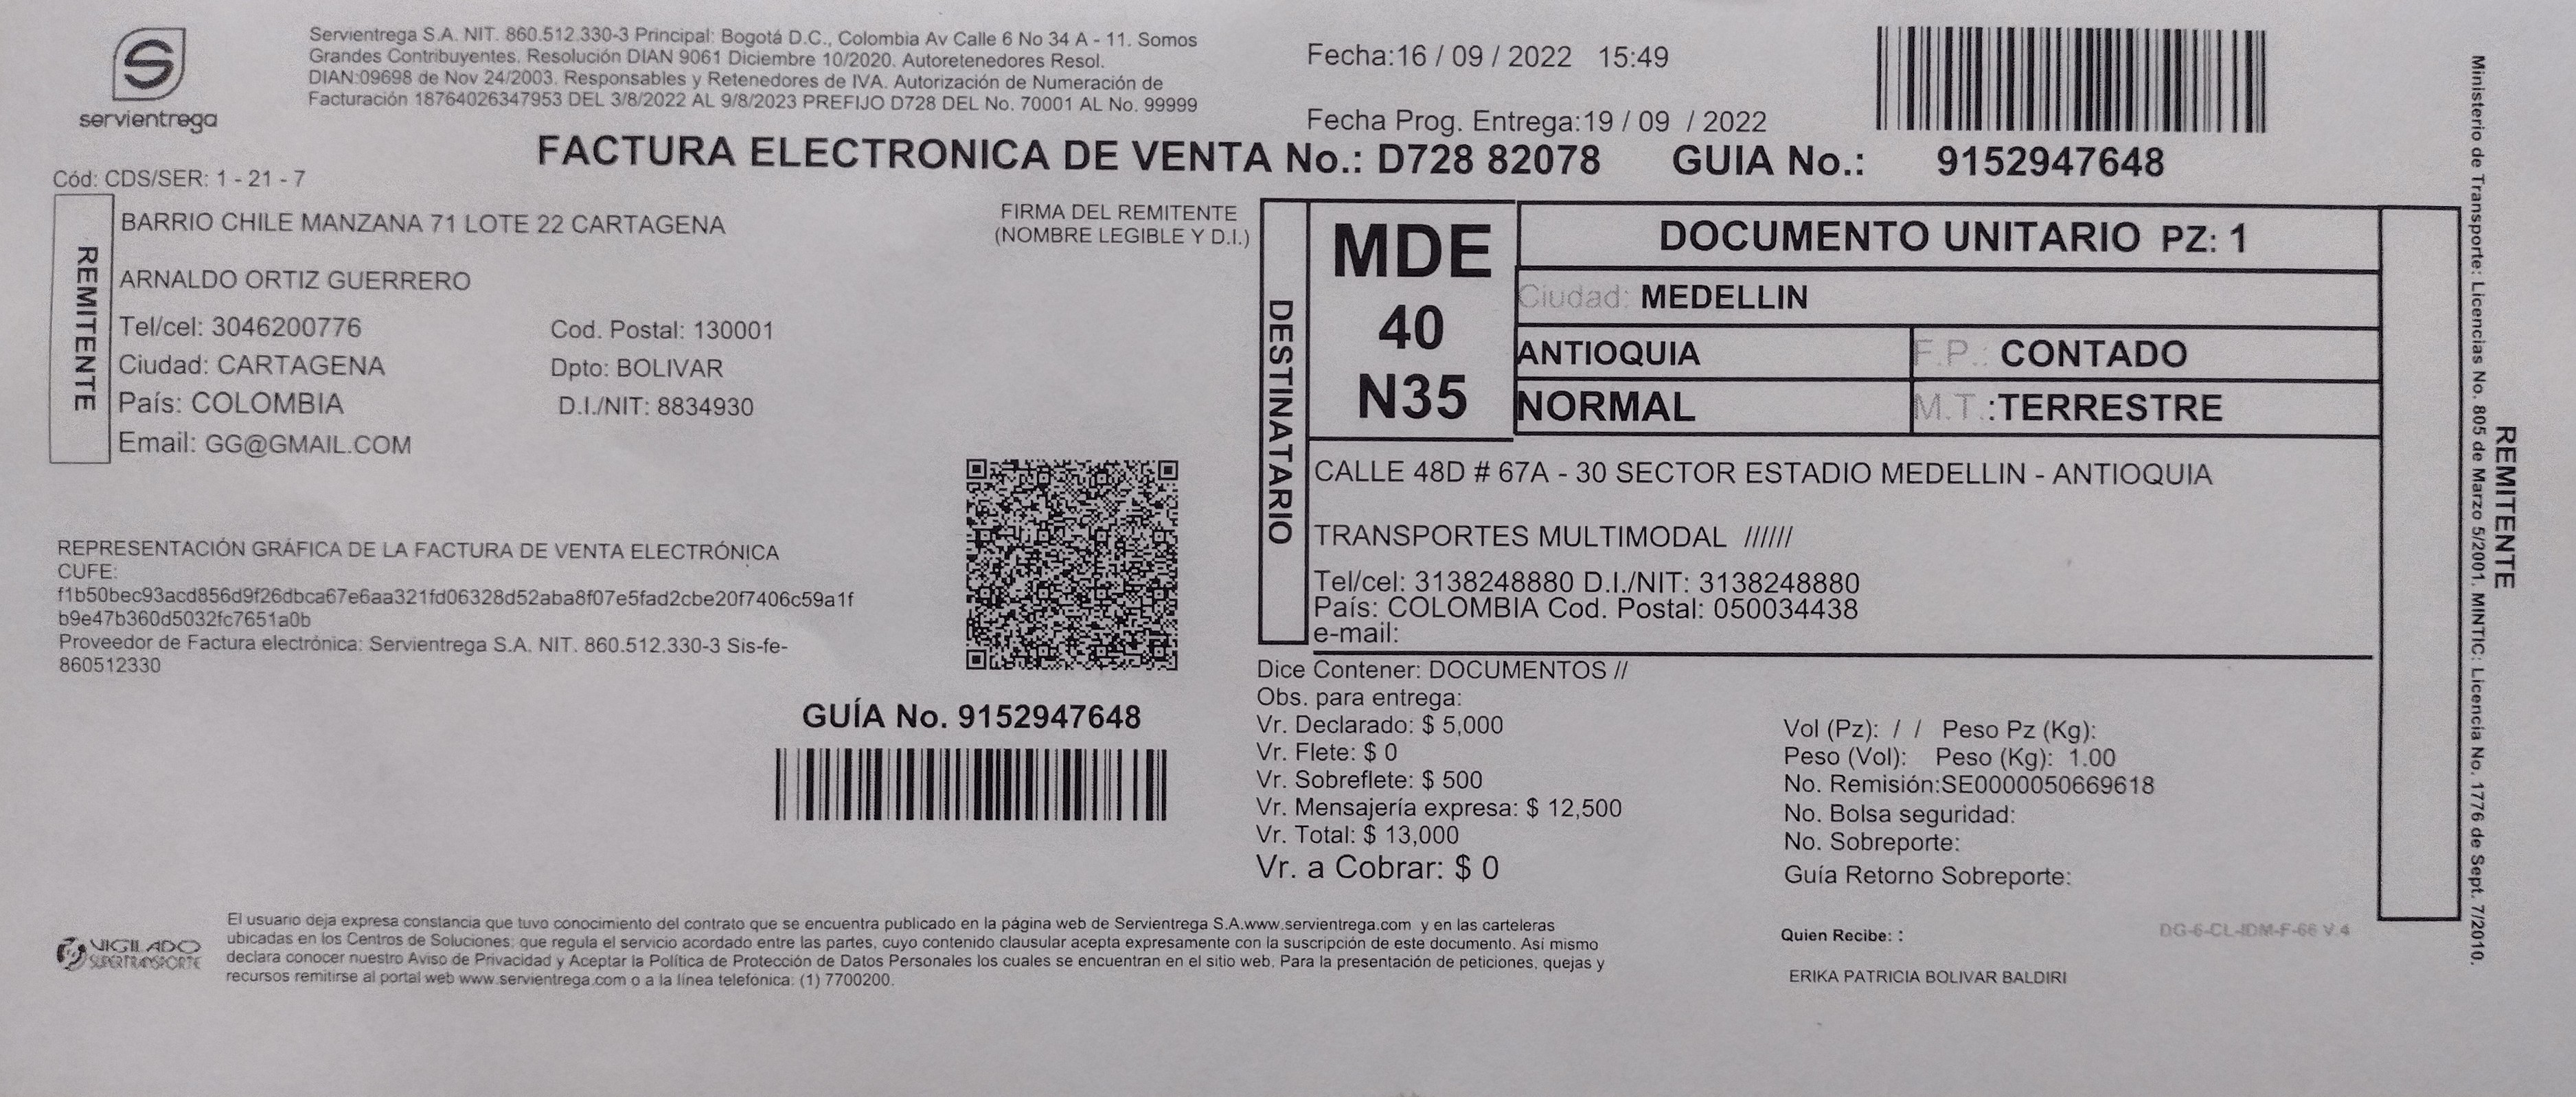 servientrega
Servientrega S.A. NIT. 860.512.330-3 Principal: Bogotá D.C., Colombia Av Calle 6 No 34 A - 11. Somos
Grandes Contribuyentes. Resolución DIAN 9061 Diciembre 10/2020. Autoretenedores Resol.
DIAN:09698 de Nov 24/2003. Responsables y Retenedores de IVA. Autorización de Numeración de
Facturación 18764026347953 DEL 3/8/2022 AL 9/8/2023 PREFIJO D728 DEL No. 70001 AL No. 99999
Fecha:16 / 09 / 2022 15:49
Fecha Prog. Entrega:19 / 09 / 2022
FACTURA ELECTRONICA DE VENTA No.: D728 82078 GUIA No.: 9152947648
Cód: CDS/SER: 1 - 21 - 7
REMITENTE
BARRIO CHILE MANZANA 71 LOTE 22 CARTAGENA
ARNALDO ORTIZ GUERRERO
Tel/cel: 3046200776 Cod. Postal: 130001
Ciudad: CARTAGENA Dpto: BOLIVAR
País: COLOMBIA D.I./NIT: 8834930
Email: GG@GMAIL.COM
FIRMA DEL REMITENTE
(NOMBRE LEGIBLE Y D.I.)
REPRESENTACIÓN GRÁFICA DE LA FACTURA DE VENTA ELECTRÓNICA
CUFE:
f1b50bec93acd856d9f26dbca67e6aa321fd06328d52aba8f07e5fad2cbe20f7406c59a1f
b9e47b360d5032fc7651a0b
Proveedor de Factura electrónica: Servientrega S.A. NIT. 860.512.330-3 Sis-fe-
860512330
GUÍA No. 9152947648
DESTINATARIO
MDE
40
N35
DOCUMENTO UNITARIO PZ: 1
Ciudad: MEDELLIN
ANTIOQUIA F.P.: CONTADO
NORMAL M.T.:TERRESTRE
CALLE 48D # 67A - 30 SECTOR ESTADIO MEDELLIN - ANTIOQUIA
TRANSPORTES MULTIMODAL //////
Tel/cel: 3138248880 D.I./NIT: 3138248880
País: COLOMBIA Cod. Postal: 050034438
e-mail:
Dice Contener: DOCUMENTOS //
Obs. para entrega:
Vr. Declarado: $ 5,000
Vr. Flete: $ 0
Vr. Sobreflete: $ 500
Vr. Mensajería expresa: $ 12,500
Vr. Total: $ 13,000
Vr. a Cobrar: $ 0
Vol (Pz): / / Peso Pz (Kg):
Peso (Vol): Peso (Kg): 1.00
No. Remisión:SE0000050669618
No. Bolsa seguridad:
No. Sobreporte:
Guía Retorno Sobreporte:
VIGILADO
SUPERTRANSPORTE
El usuario deja expresa constancia que tuvo conocimiento del contrato que se encuentra publicado en la página web de Servientrega S.A.www.servientrega.com y en las carteleras
ubicadas en los Centros de Soluciones, que regula el servicio acordado entre las partes, cuyo contenido clausular acepta expresamente con la suscripción de este documento. Así mismo
declara conocer nuestro Aviso de Privacidad y Aceptar la Política de Protección de Datos Personales los cuales se encuentran en el sitio web. Para la presentación de peticiones, quejas y
recursos remitirse al portal web www.servientrega.com o a la línea telefónica: (1) 7700200.
Quien Recibe: :
DG-6-CL-IDM-F-66 V.4
ERIKA PATRICIA BOLIVAR BALDIRI
Ministerio de Transporte: Licencias No. 805 de Marzo 5/2001. MINTIC: Licencia No. 1776 de Sept. 7/2010.
REMITENTE